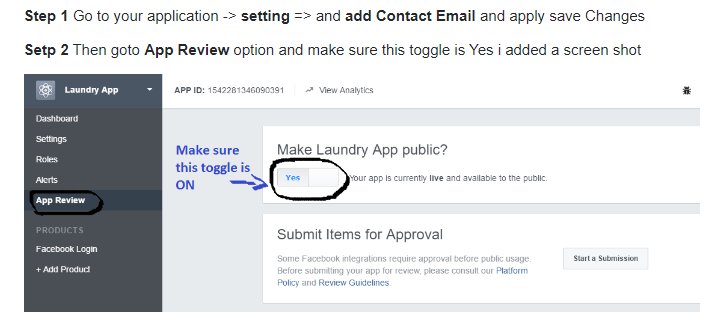 Step 1 Go to your application -> setting => and add Contact Email and apply save Changes
Setp 2 Then goto App Review option and make sure this toggle is Yes i added a screen shot
Laundry App
APP ID: 1542281346090391
View Analytics
Dashboard
Settings
Roles
Alerts
App Review
PRODUCTS
Facebook Login
+ Add Product
Make sure
this toggle is
ON
Make Laundry App public?
Yes
Your app is currently live and available to the public.
Submit Items for Approval
Some Facebook integrations require approval before public usage.
Before submitting your app for review, please consult our Platform
Policy and Review Guidelines.
Start a Submission